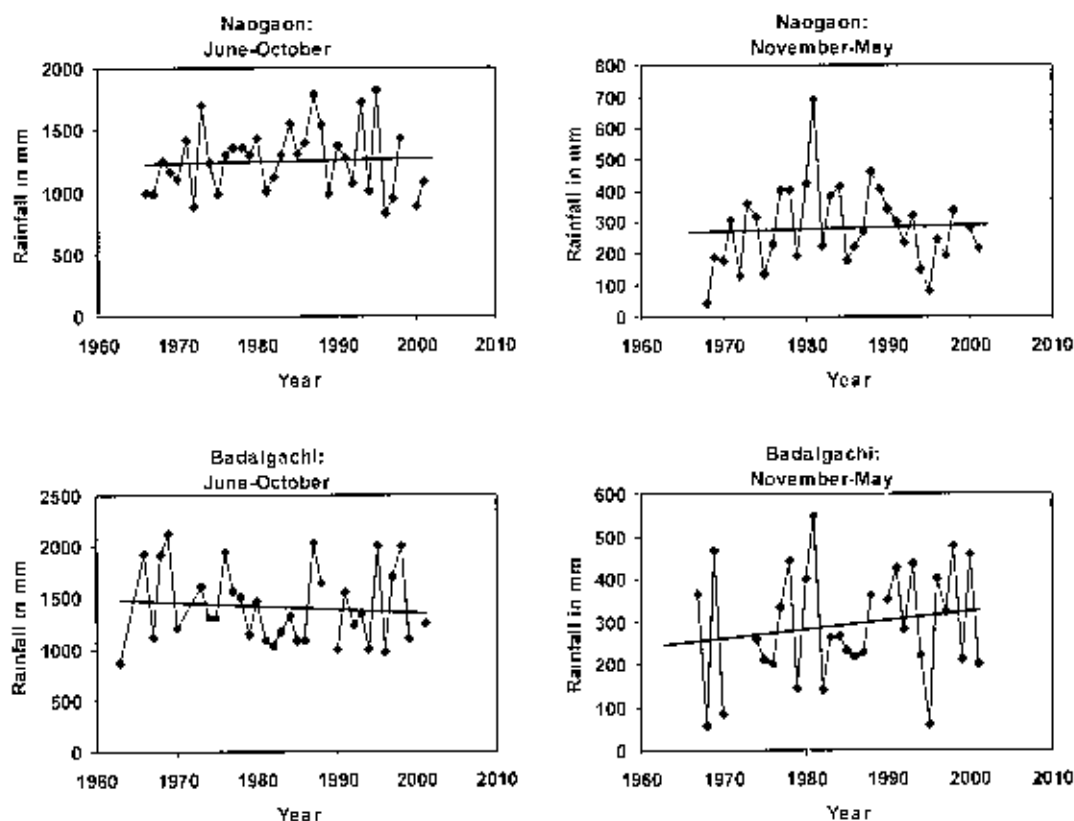 Naogaon:
June-October
2000
1500
1000
500
0
Rainfall in mm
1960 1970 1980 1990 2000 2010
Year
Naogaon:
November-May
800
700
600
500
400
300
200
100
0
Rainfall in mm
1960 1970 1980 1990 2000 2010
Year
Badalgachi:
June-October
2500
2000
1500
1000
500
0
Rainfall in mm
1960 1970 1980 1990 2000 2010
Year
Badalgachi:
November-May
600
500
400
300
200
100
0
Rainfall in mm
1960 1970 1980 1990 2000 2010
Year